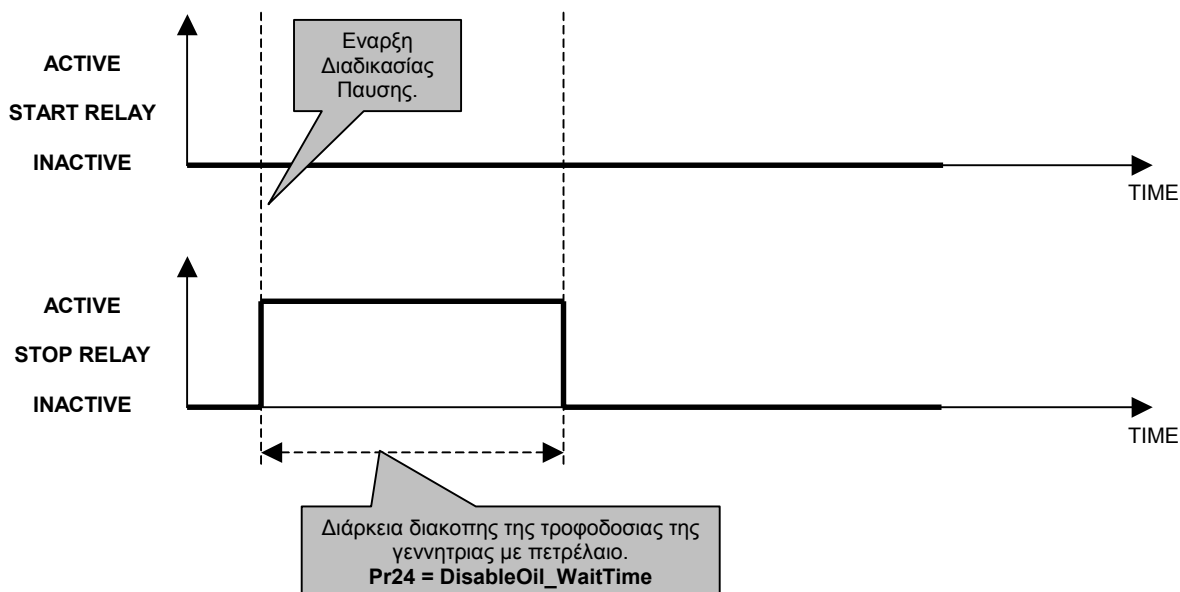 Εναρξη
Διαδικασίας
Παυσης.
ACTIVE
START RELAY
INACTIVE
TIME
ACTIVE
STOP RELAY
INACTIVE
TIME
Διάρκεια διακοπης της τροφοδοσιας της
γεννητριας με πετρέλαιο.
Pr24 = DisableOil_WaitTime